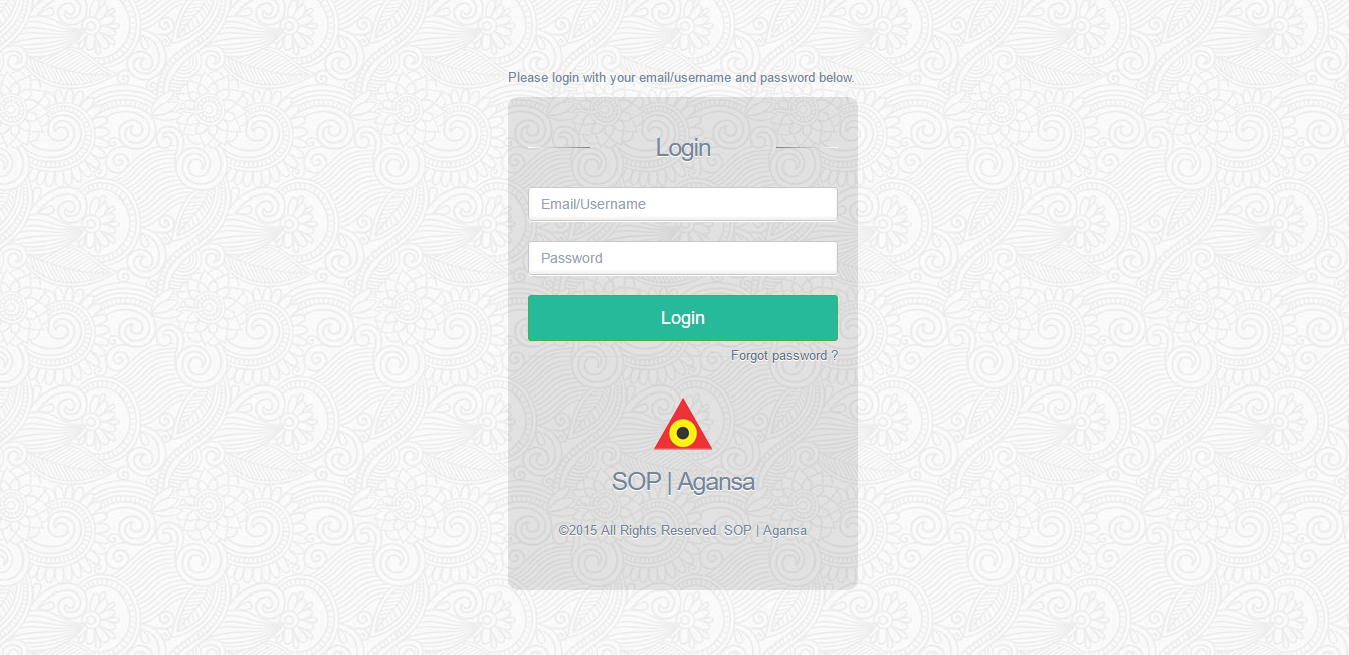 Please login with your email/username and password below.
Login
Email/Username
Password
Login
Forgot password ?
SOP | Agansa
©2015 All Rights Reserved. SOP | Agansa